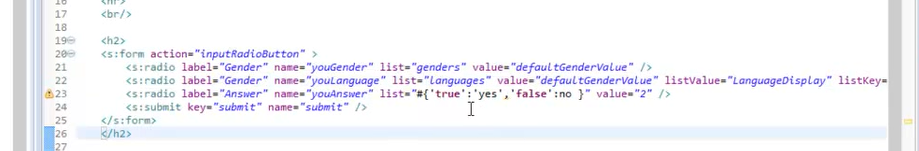 16 <hr>
17 <br/>
18
19 <h2>
20 <s:form action="inputRadioButton" >
21 <s:radio label="Gender" name="youGender" list="genders" value="defaultGenderValue" />
22 <s:radio label="Gender" name="youLanguage" list="languages" value="defaultGenderValue" listValue="LanguageDisplay" listKey=
23 <s:radio label="Answer" name="youAnswer" list="#{'true':'yes','false':no }" value="2" />
24 <s:submit key="submit" name="submit" />
25 </s:form>
26 </h2>
27